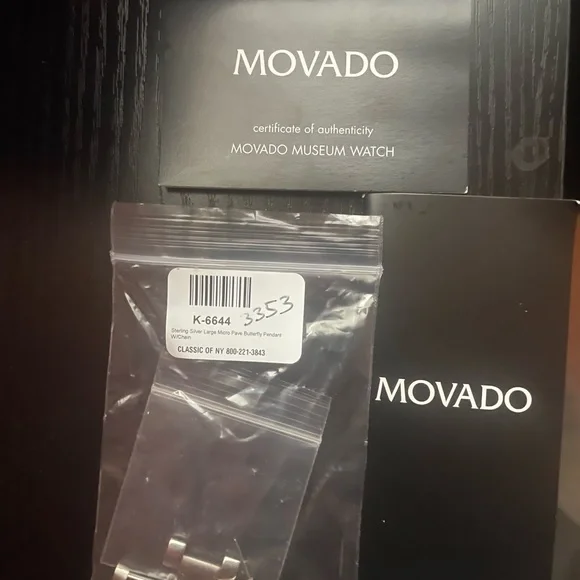 MOVADO
certificate of authenticity
MOVADO MUSEUM WATCH
K-6644
3353
Sterling Silver Large Micro Pave Butterfly Pendant
W/Chain
CLASSIC OF NY 800-221-3843
MOVADO